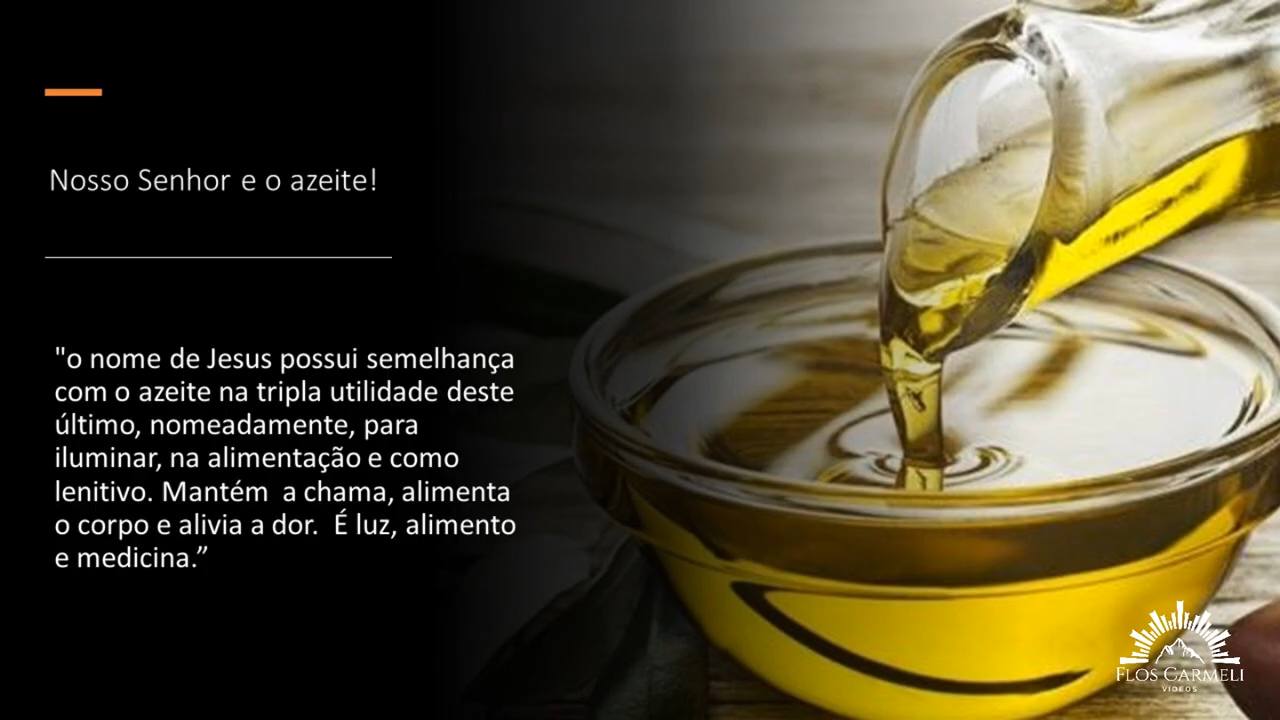 Nosso Senhor e o azeite!
"o nome de Jesus possui semelhança
com o azeite na tripla utilidade deste
último, nomeadamente, para
iluminar, na alimentação e como
lenitivo. Mantém  a chama, alimenta
o corpo e alivia a dor.  É luz, alimento
e medicina.”
FLOS CARMELI
VÍDEOS